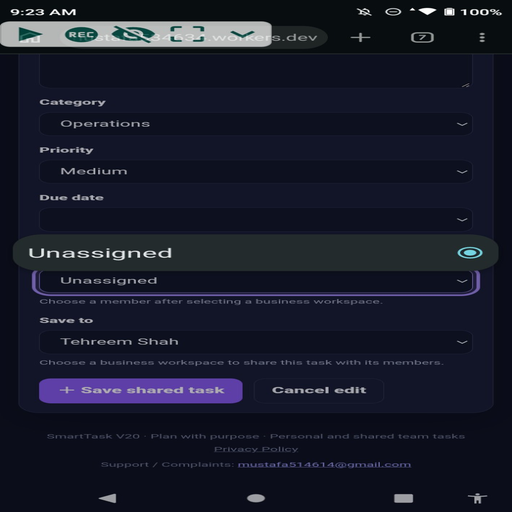 9:23 AM
100%
REC
.workers.dev
7
Category
Operations
Priority
Medium
Due date
Unassigned
Unassigned
Choose a member after selecting a business workspace.
Save to
Tehreem Shah
Choose a business workspace to share this task with its members.
+ Save shared task
Cancel edit
SmartTask V20 · Plan with purpose · Personal and shared team tasks
Privacy Policy
Support / Complaints: mustafa514614@gmail.com